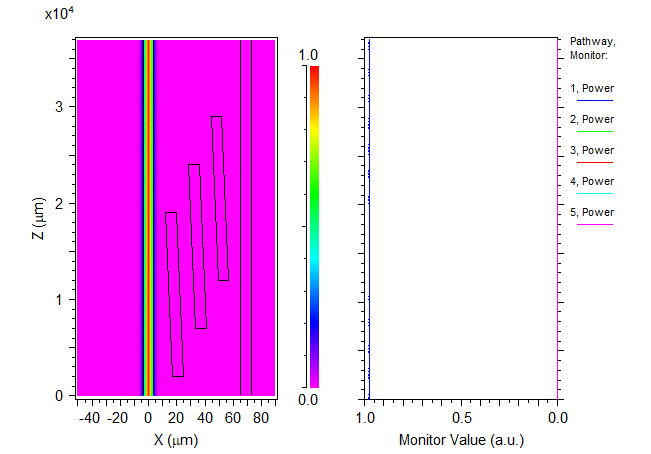 x10⁴
3
2
1
0
Z (μm)
-40 -20 0 20 40 60 80
X (μm)
1.0
0.0
1.0 0.5 0.0
Monitor Value (a.u.)
Pathway,
Monitor:
1, Power
2, Power
3, Power
4, Power
5, Power